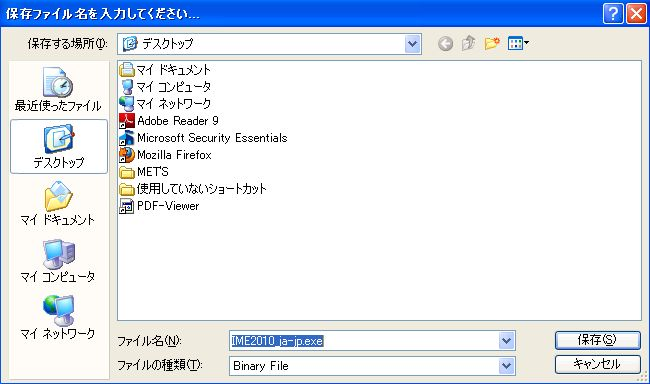 保存ファイル名を入力してください...
保存する場所(I):
デスクトップ
最近使ったファイル
デスクトップ
マイ ドキュメント
マイ コンピュータ
マイ ネットワーク
マイ ドキュメント
マイ コンピュータ
マイ ネットワーク
Adobe Reader 9
Microsoft Security Essentials
Mozilla Firefox
MET'S
使用していないショートカット
PDF-Viewer
ファイル名(N):
IME2010_ja-jp.exe
保存(S)
ファイルの種類(T):
Binary File
キャンセル